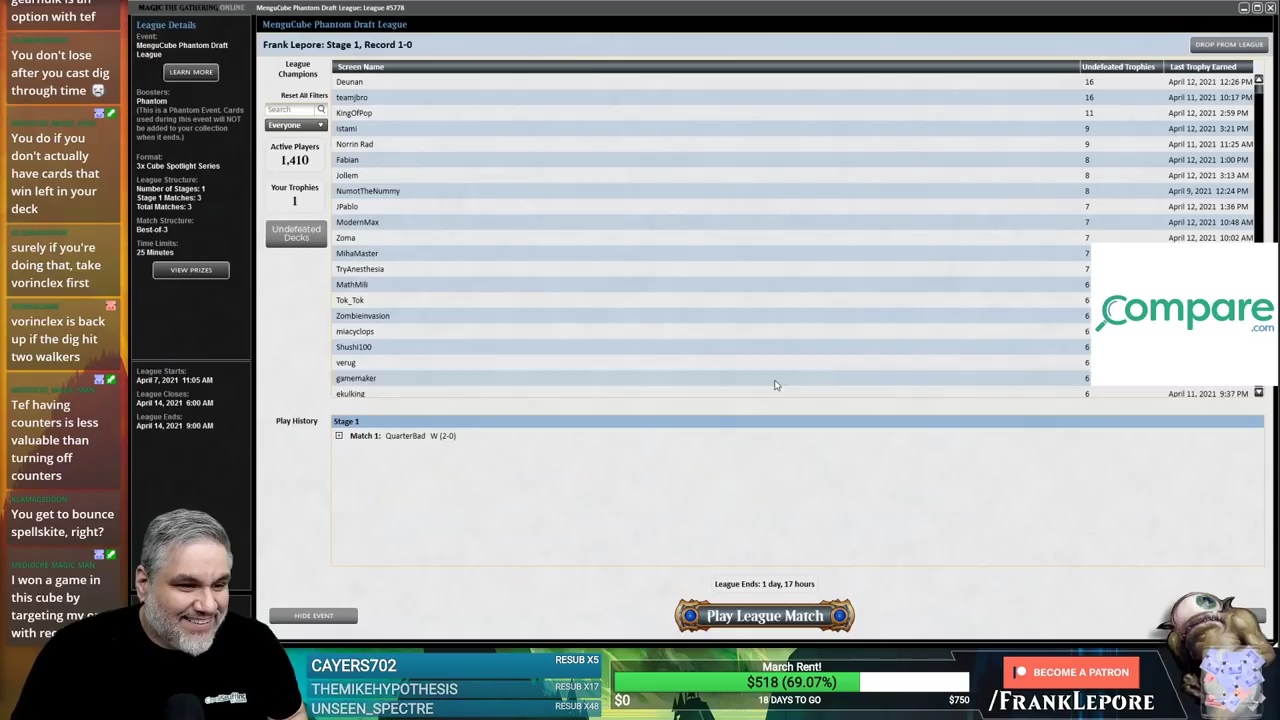 MAGIC THE GATHERING ONLINE
MenguCube Phantom Draft League: League #5778
You don't lose
after you cast dig
through time
You do if you
don't actually
have cards that
win left in your
deck
surely if you're
doing that, take
vorinclex first
vorinclex is back
up if the dig hit
two walkers
Tef having
counters is less
valuable than
turning off
counters
KLAMAGEDDON
You get to bounce
spellskite, right?
MEDIOCRE MAGIC MAN
I won a game in
this cube by
League Details
Event:
MenguCube Phantom Draft
League
LEARN MORE
Boosters:
Phantom
(This is a Phantom Event. Cards
used during this event will NOT
be added to your collection
when it ends.)
Format:
3x Cube Spotlight Series
League Structure:
Number of Stages: 1
Stage 1 Matches: 3
Total Matches: 3
Match Structure:
Best-of-3
Time Limits:
25 Minutes
VIEW PRIZES
League Starts:
April 7, 2021 11:05 AM
League Closes:
April 14, 2021 6:00 AM
League Ends:
April 14, 2021 9:00 AM
MenguCube Phantom Draft League
Frank Lepore: Stage 1, Record 1-0
DROP FROM LEAGUE
League
Champions
Reset All Filters
Search
Everyone
Active Players
1,410
Your Trophies
1
Undefeated
Decks
Screen Name Undefeated Trophies Last Trophy Earned
Deunan 16 April 12, 2021 12:26 PM
teamjbro 16 April 11, 2021 10:17 PM
KingOfPop 11 April 12, 2021 2:59 PM
Istami 9 April 12, 2021 3:21 PM
Norrin Rad 9 April 11, 2021 11:25 AM
Fabian 8 April 12, 2021 1:00 PM
Jollem 8 April 12, 2021 3:13 AM
NumotTheNummy 8 April 9, 2021 12:24 PM
JPablo 7 April 12, 2021 1:36 PM
ModernMax 7 April 12, 2021 10:48 AM
Zoma 7 April 12, 2021 10:02 AM
MihaMaster 7
TryAnesthesia 7
MathMili 6
Tok_Tok 6
Zombieinvasion 6
miacyclops 6
Shushi100 6
verug 6
gamemaker 6
ekulking 6 April 11, 2021 9:37 PM
Compare
.com
Play History
Stage 1
Match 1: QuarterBad W (2-0)
League Ends: 1 day, 17 hours
HIDE EVENT
Play League Match
CAYERS702 RESUB X5
THEMIKEHYPOTHESIS RESUB X17
UNSEEN_SPECTRE RESUB X48
March Rent!
$518 (69.07%)
$0
18 DAYS TO GO
$750
BECOME A PATRON
/FRANKLEPORE